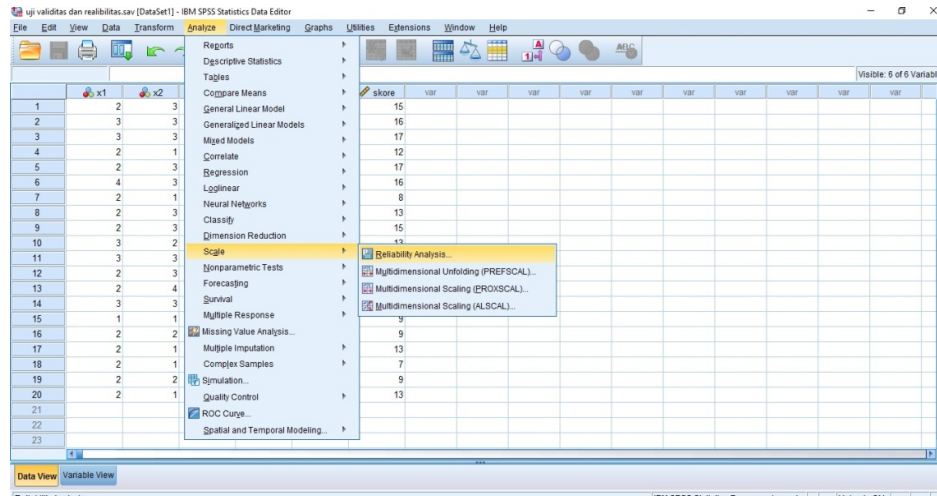 uji validitas dan realibilitas.sav [DataSet1] - IBM SPSS Statistics Data Editor
File Edit View Data Transform Analyze Direct Marketing Graphs Utilities Extensions Window Help
Visible: 6 of 6 Variabl
x1 x2 skore var var var var var var var var var
1 2 3 15
2 3 3 16
3 3 3 17
4 2 1 12
5 2 3 17
6 4 3 16
7 2 1 8
8 2 3 13
9 2 3 15
10 3 2 13
11 3 3
12 2 3
13 2 4
14 3 3
15 1 1 9
16 2 2 9
17 2 1 13
18 2 1 7
19 2 2 9
20 2 1 13
21
22
23
Reports
Descriptive Statistics
Tables
Compare Means
General Linear Model
Generalized Linear Models
Mixed Models
Correlate
Regression
Loglinear
Neural Networks
Classify
Dimension Reduction
Scale
Nonparametric Tests
Forecasting
Survival
Multiple Response
Missing Value Analysis...
Multiple Imputation
Complex Samples
Simulation...
Quality Control
ROC Curve...
Spatial and Temporal Modeling...
Reliability Analysis...
Multidimensional Unfolding (PREFSCAL)...
Multidimensional Scaling (PROXSCAL)...
Multidimensional Scaling (ALSCAL)...
Data View Variable View